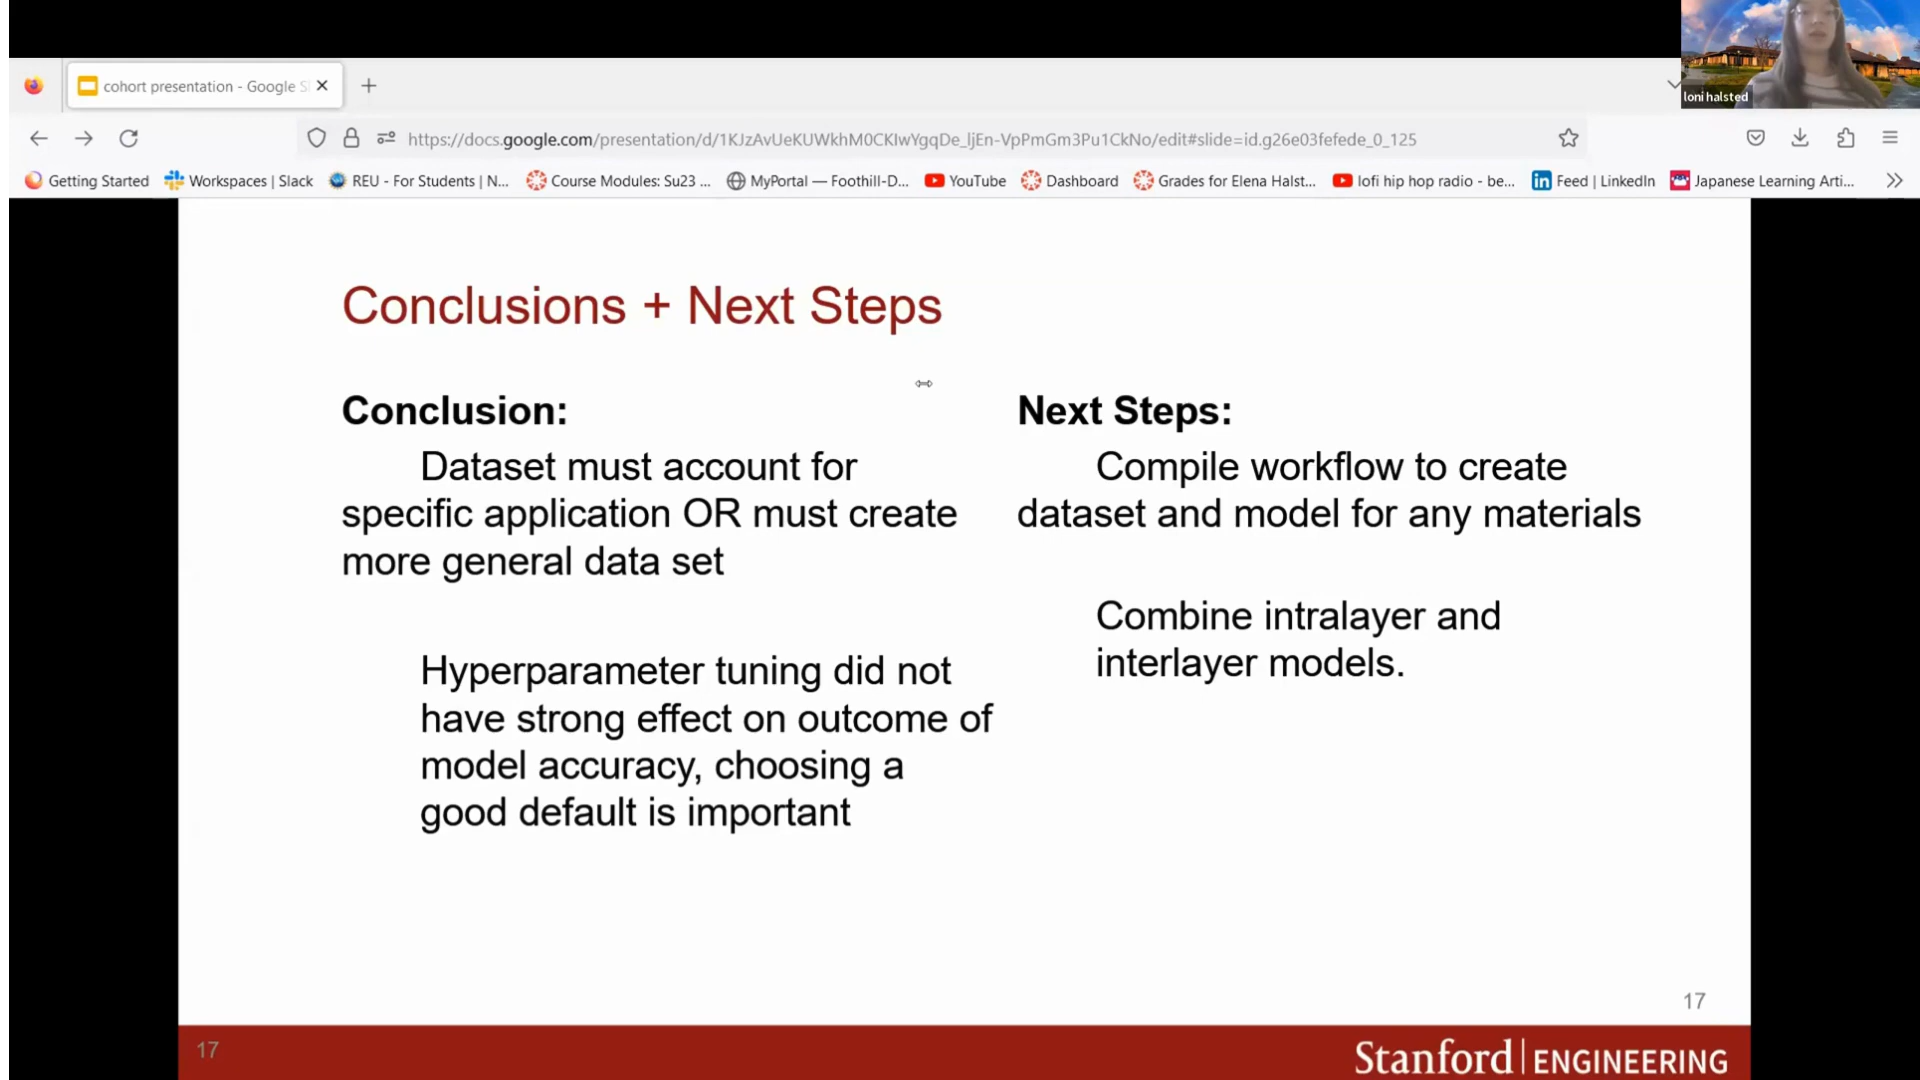 cohort presentation - Google S
loni halsted
https://docs.google.com/presentation/d/1KJzAvUeKUWkhM0CKIwYgqDe_ljEn-VpPmGm3Pu1CkNo/edit#slide=id.g26e03fefede_0_125
Getting Started Workspaces | Slack REU - For Students | N... Course Modules: Su23 ... MyPortal — Foothill-D... YouTube Dashboard Grades for Elena Halst... lofi hip hop radio - be... Feed | LinkedIn Japanese Learning Arti...
Conclusions + Next Steps
Conclusion:
Dataset must account for
specific application OR must create
more general data set
Hyperparameter tuning did not
have strong effect on outcome of
model accuracy, choosing a
good default is important
Next Steps:
Compile workflow to create
dataset and model for any materials
Combine intralayer and
interlayer models.
17
17
Stanford | ENGINEERING